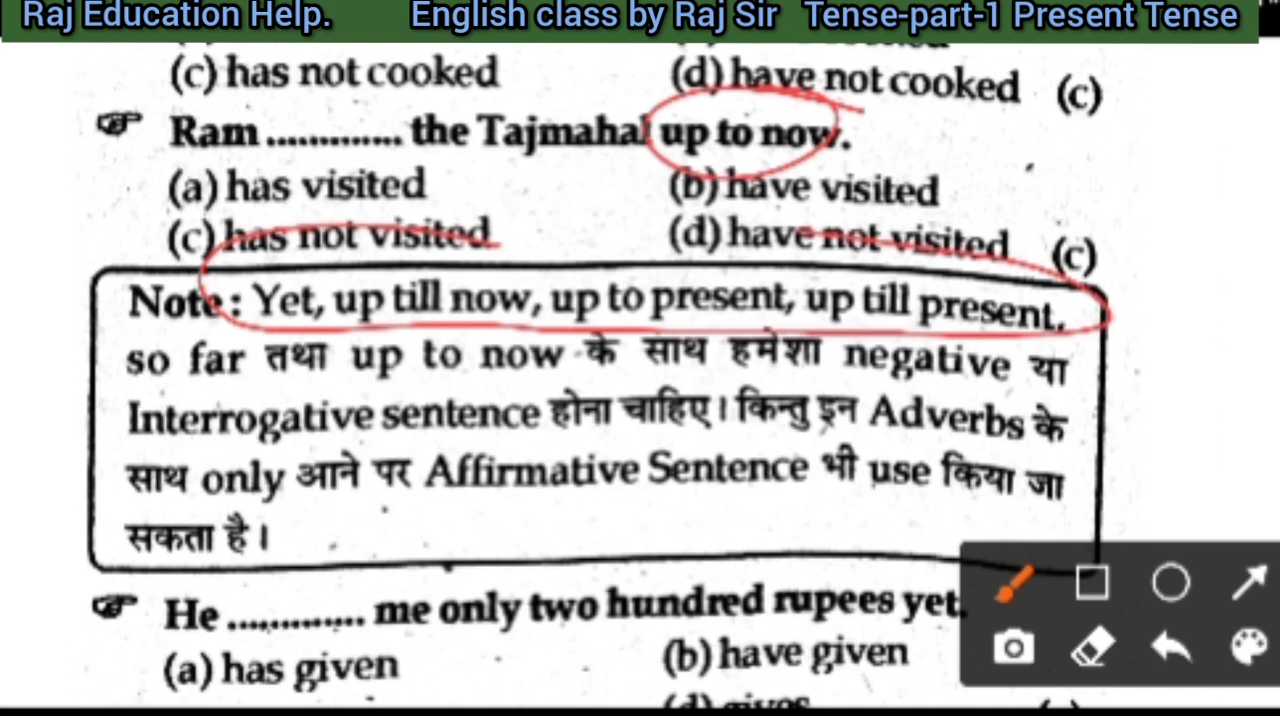 Raj Education Help. English class by Raj Sir Tense-part-1 Present Tense
(c) has not cooked (d) have not cooked (c)
Ram ............. the Tajmahal up to now.
(a) has visited (b) have visited
(c) has not visited (d) have not visited (c)
Note : Yet, up till now, up to present, up till present,
so far तथा up to now के साथ हमेशा negative या
Interrogative sentence होना चाहिए। किन्तु इन Adverbs के
साथ only आने पर Affirmative Sentence भी use किया जा
सकता है।
He ............. me only two hundred rupees yet.
(a) has given (b) have given
(d) gives